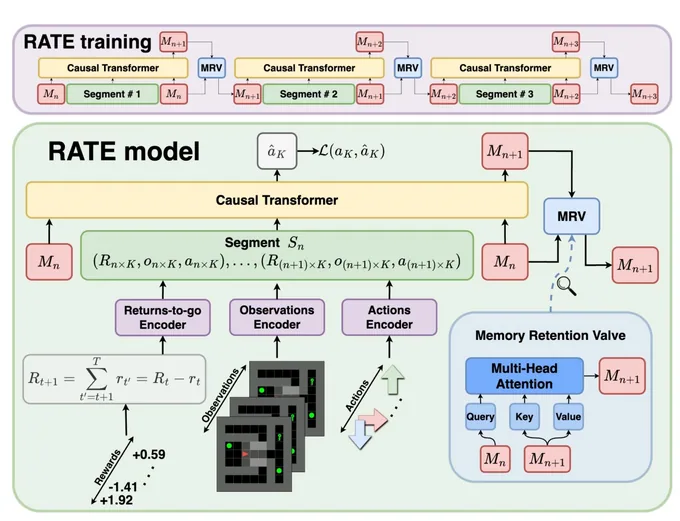 RATE training
M_{n+1} M_{n+2} M_{n+3}
Causal Transformer MRV Causal Transformer MRV Causal Transformer MRV
M_n Segment # 1 M_n M_{n+1} Segment # 2 M_{n+1} M_{n+2} Segment # 3 M_{n+2} M_{n+3}
RATE model
â_K L(a_K, â_K) M_{n+1}
Causal Transformer
MRV
Segment S_n
M_n (R_{n×K}, o_{n×K}, a_{n×K}), . . . , (R_{(n+1)×K}, o_{(n+1)×K}, a_{(n+1)×K}) M_n M_{n+1}
Returns-to-go
Encoder
Observations
Encoder
Actions
Encoder
R_{t+1} = \sum_{t'=t+1}^{T} r_{t'} = R_t - r_t
Observations
Actions
. . .
Rewards
+0.59
. . .
-1.41
+1.92
Memory Retention Valve
Multi-Head
Attention
M_{n+1}
Query Key Value
M_n M_{n+1}